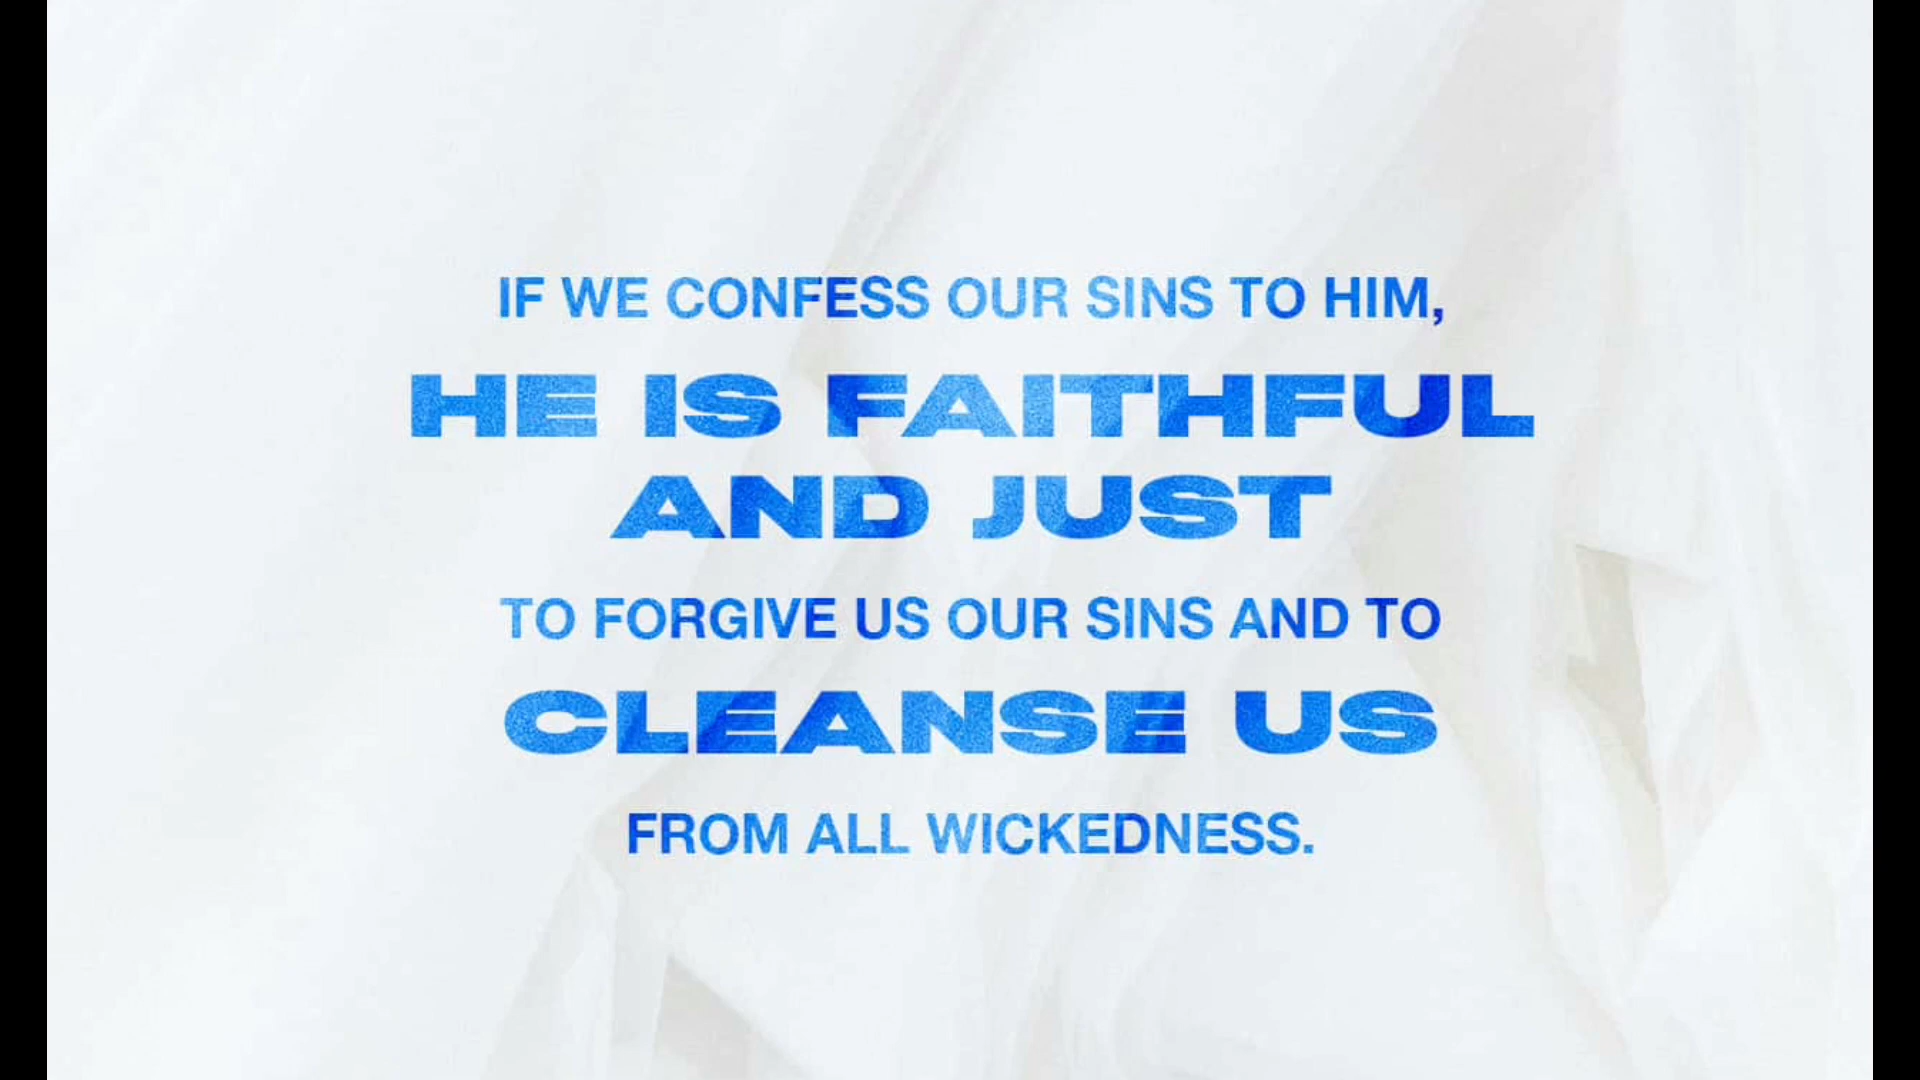 IF WE CONFESS OUR SINS TO HIM,
HE IS FAITHFUL
AND JUST
TO FORGIVE US OUR SINS AND TO
CLEANSE US
FROM ALL WICKEDNESS.